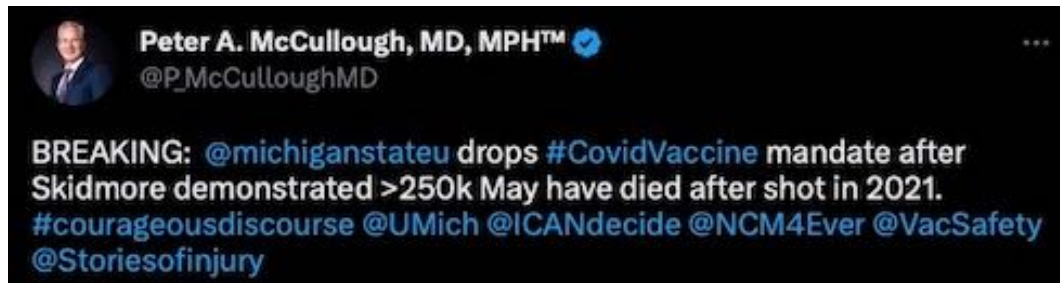 Peter A. McCullough, MD, MPH™
@P_McCulloughMD
BREAKING: @michiganstateu drops #CovidVaccine mandate after
Skidmore demonstrated >250k May have died after shot in 2021.
#courageousdiscourse @UMich @ICANdecide @NCM4Ever @VacSafety
@Storiesofinjury